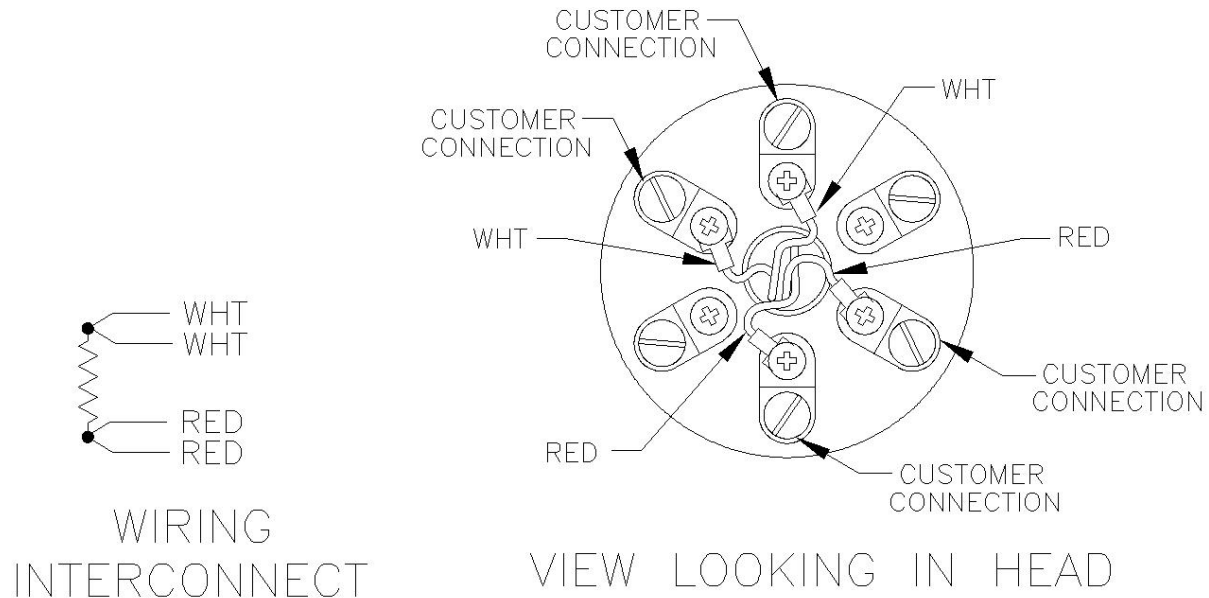 CUSTOMER
CONNECTION
WHT
CUSTOMER
CONNECTION
WHT
RED
WHT
WHT
RED
RED
CUSTOMER
CONNECTION
RED
CUSTOMER
CONNECTION
WIRING
INTERCONNECT
VIEW LOOKING IN HEAD